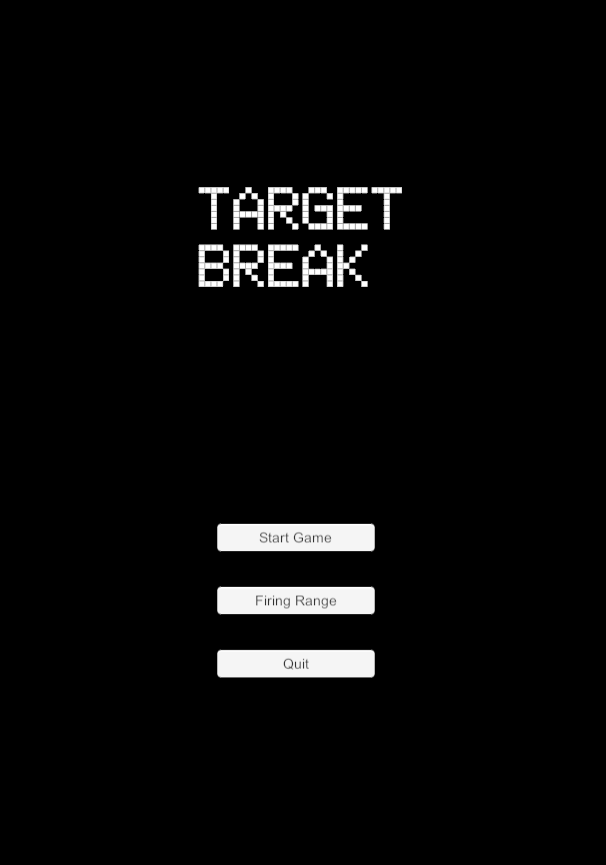 TARGET
BREAK
Start Game
Firing Range
Quit